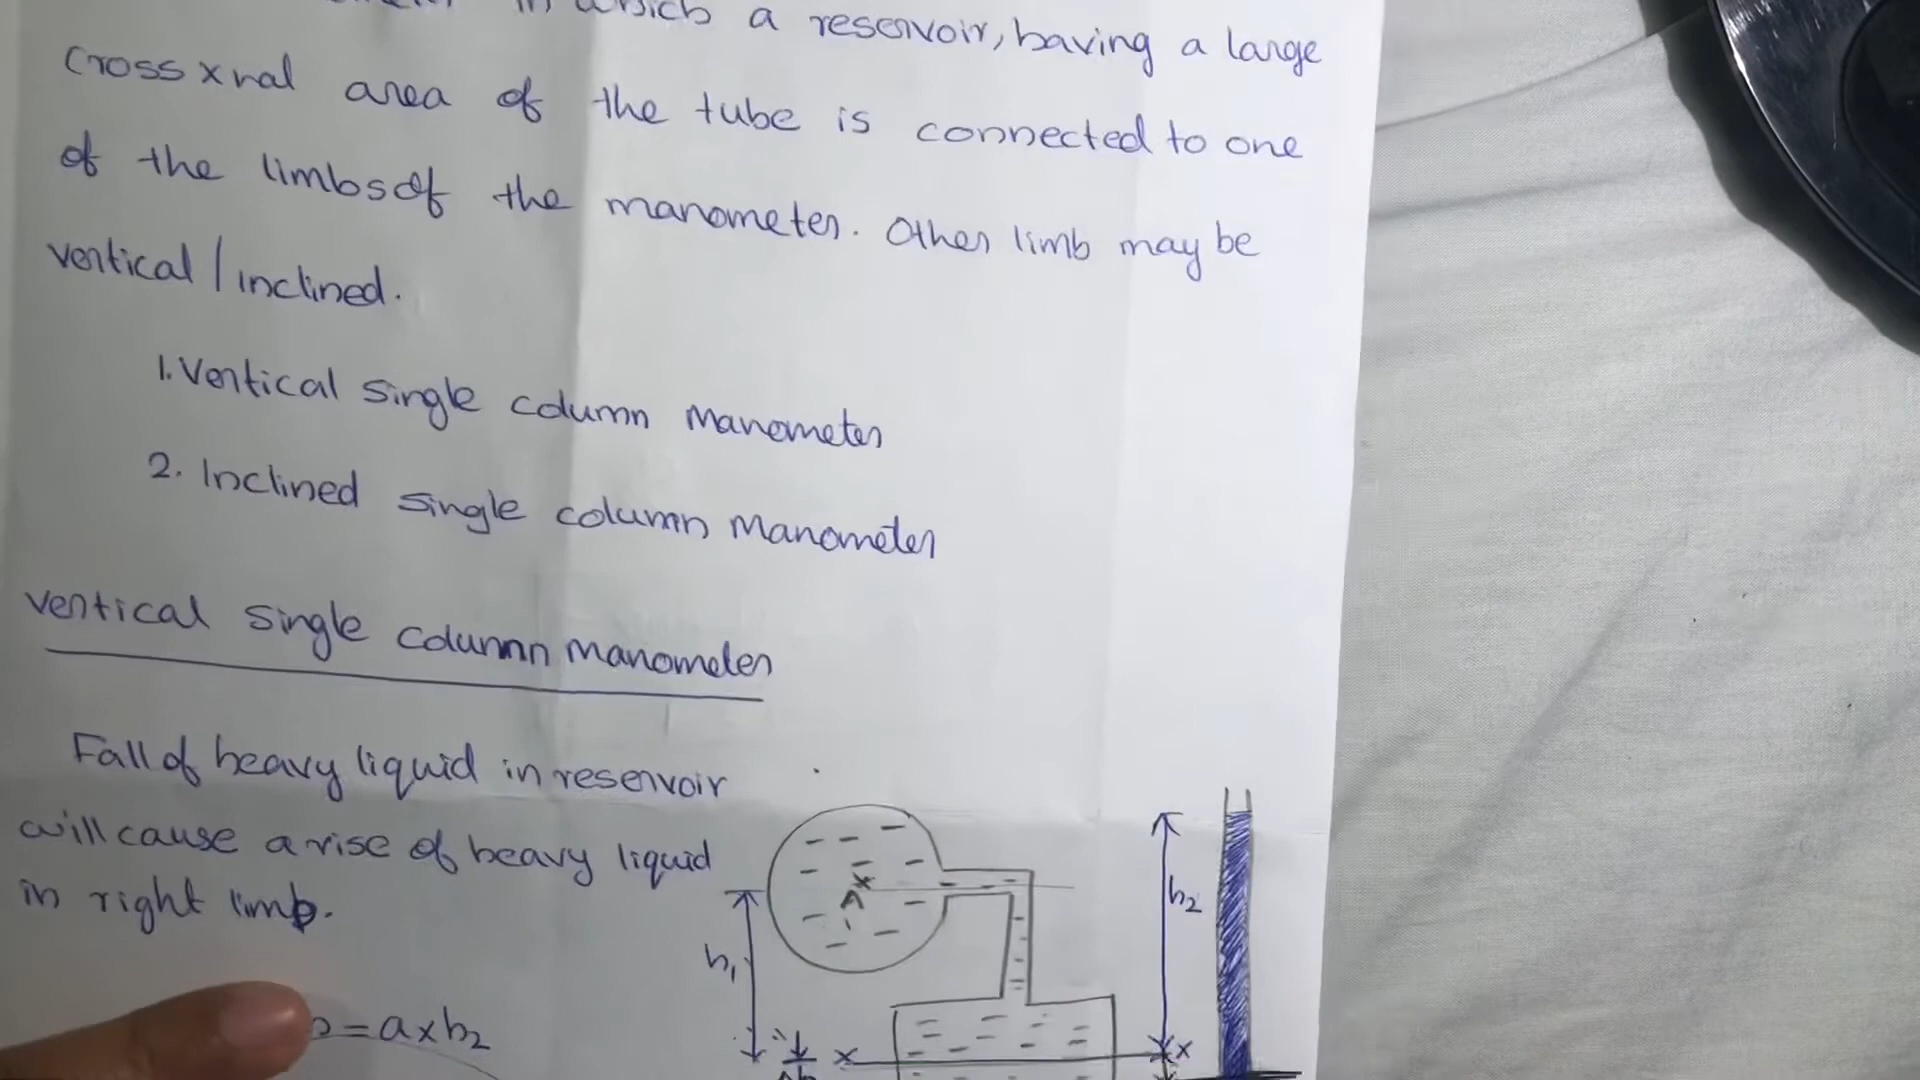 in which a reservoir, having a large
Cross xnal area of the tube is connected to one
of the limbs of the manometer. Other limb may be
vertical / Inclined.
1. Vertical single column Manometer
2. Inclined single column Manometer
Vertical single column manometer
Fall of heavy liquid in reservoir
will cause a rise of heavy liquid
in right limb.
= a x h2
A
h1
h2
x
x